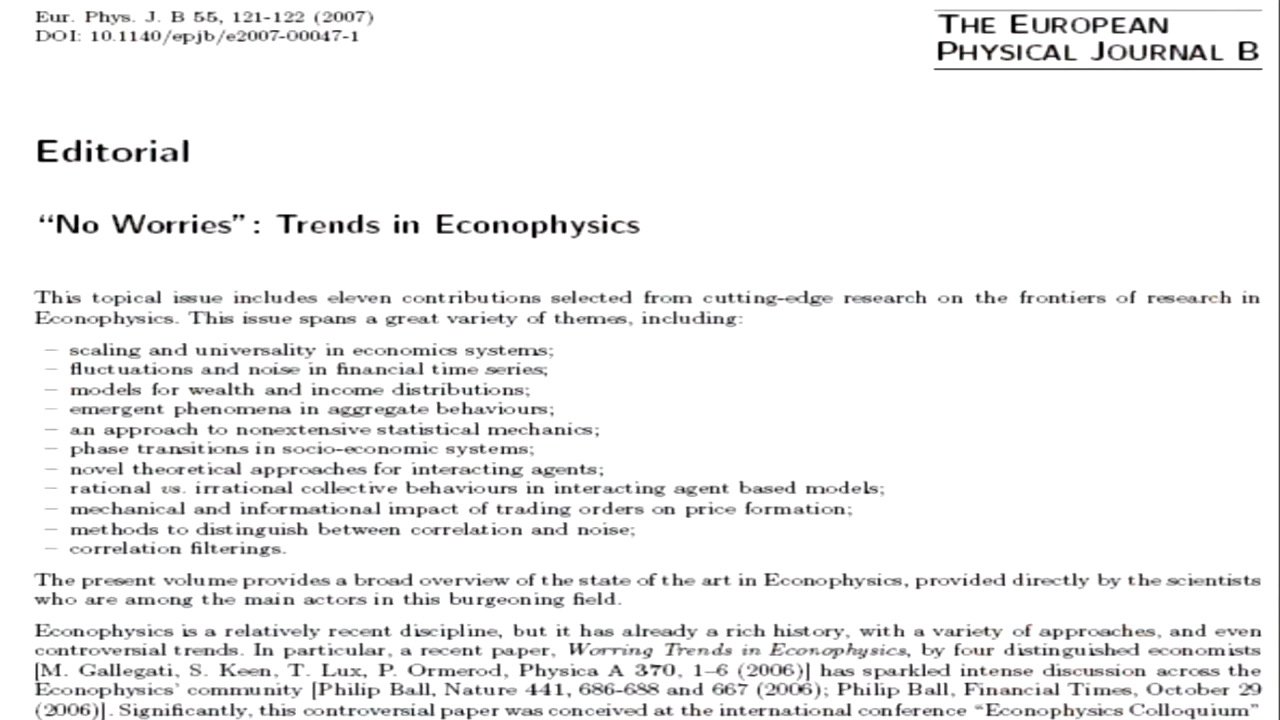 Eur. Phys. J. B 55, 121-122 (2007)
DOI: 10.1140/epjb/e2007-00047-1
THE EUROPEAN
PHYSICAL JOURNAL B
Editorial
“No Worries”: Trends in Econophysics
This topical issue includes eleven contributions selected from cutting-edge research on the frontiers of research in
Econophysics. This issue spans a great variety of themes, including:
– scaling and universality in economics systems;
– fluctuations and noise in financial time series;
– models for wealth and income distributions;
– emergent phenomena in aggregate behaviours;
– an approach to nonextensive statistical mechanics;
– phase transitions in socio-economic systems;
– novel theoretical approaches for interacting agents;
– rational vs. irrational collective behaviours in interacting agent based models;
– mechanical and informational impact of trading orders on price formation;
– methods to distinguish between correlation and noise;
– correlation filterings.
The present volume provides a broad overview of the state of the art in Econophysics, provided directly by the scientists
who are among the main actors in this burgeoning field.
Econophysics is a relatively recent discipline, but it has already a rich history, with a variety of approaches, and even
controversial trends. In particular, a recent paper, Worring Trends in Econophysics, by four distinguished economists
[M. Gallegati, S. Keen, T. Lux, P. Ormerod, Physica A 370, 1–6 (2006)] has sparkled intense discussion across the
Econophysics’ community [Philip Ball, Nature 441, 686-688 and 667 (2006); Philip Ball, Financial Times, October 29
(2006)]. Significantly, this controversial paper was conceived at the international conference “Econophysics Colloquium”